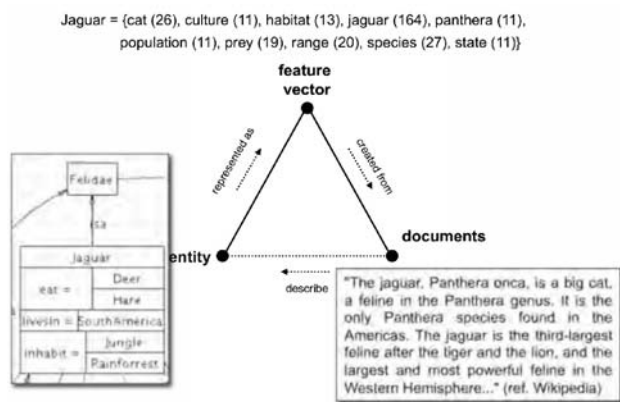 Jaguar = {cat (26), culture (11), habitat (13), jaguar (164), panthera (11),
population (11), prey (19), range (20), species (27), state (11)}
feature
vector
represented as
created from
Felidae
isa
Jaguar
eat =
Deer
Hare
livesIn =
SouthAmerica
inhabit =
Jungle
Rainforrest
entity
documents
describe
"The jaguar, Panthera onca, is a big cat,
a feline in the Panthera genus. It is the
only Panthera species found in the
Americas. The jaguar is the third-largest
feline after the tiger and the lion, and the
largest and most powerful feline in the
Western Hemisphere..." (ref. Wikipedia)